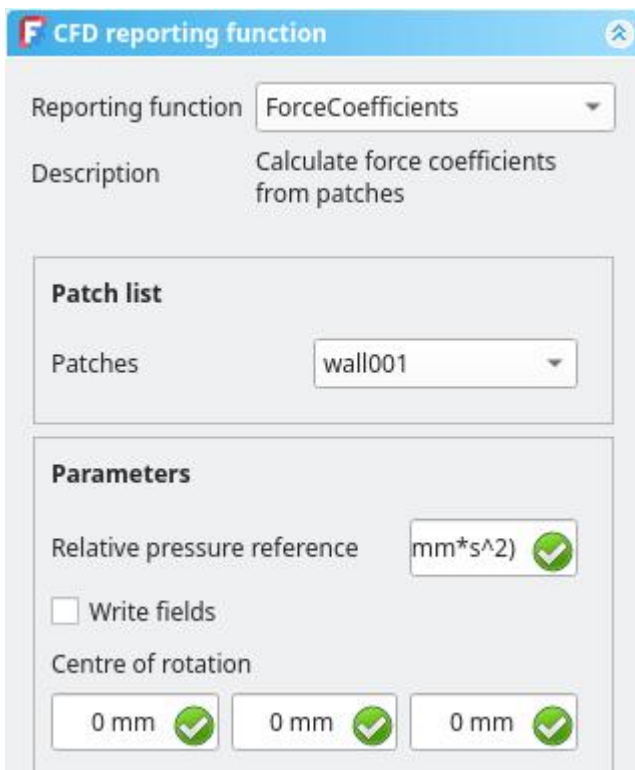 CFD reporting function
Reporting function ForceCoefficients
Description Calculate force coefficients
from patches
Patch list
Patches wall001
Parameters
Relative pressure reference mm*s^2)
Write fields
Centre of rotation
0 mm 0 mm 0 mm